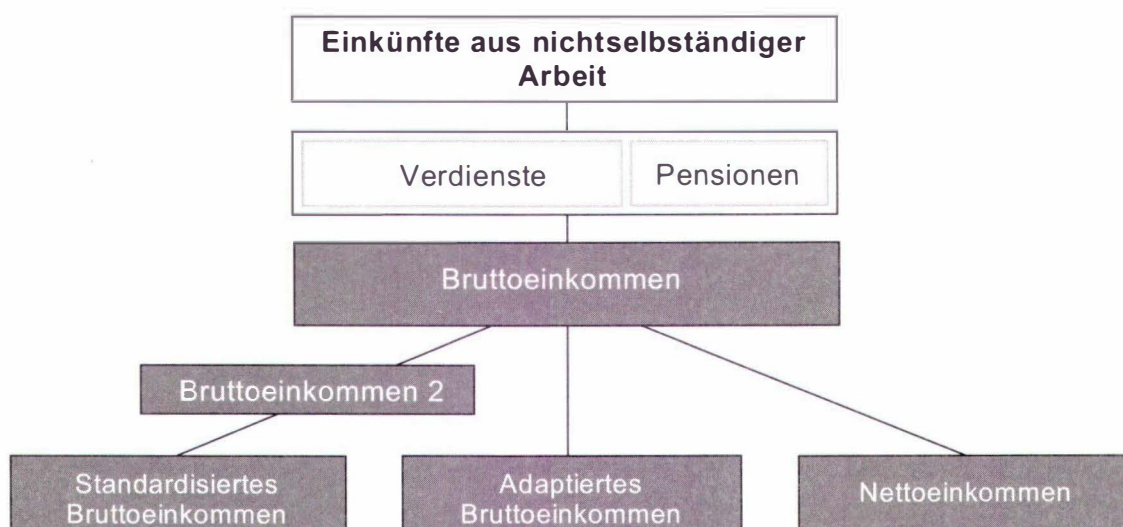 Einkünfte aus nichtselbständiger
Arbeit
Verdienste
Pensionen
Bruttoeinkommen
Bruttoeinkommen 2
Standardisiertes
Bruttoeinkommen
Adaptiertes
Bruttoeinkommen
Nettoeinkommen